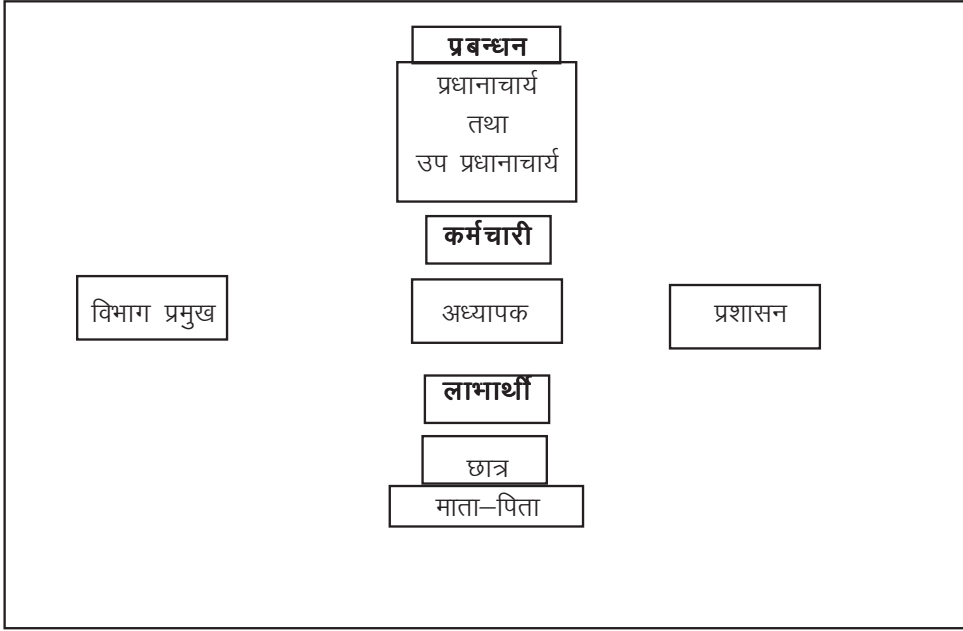 प्रबन्धन
प्रधानाचार्य
तथा
उप प्रधानाचार्य
कर्मचारी
विभाग प्रमुख
अध्यापक
प्रशासन
लाभार्थी
छात्र
माता–पिता